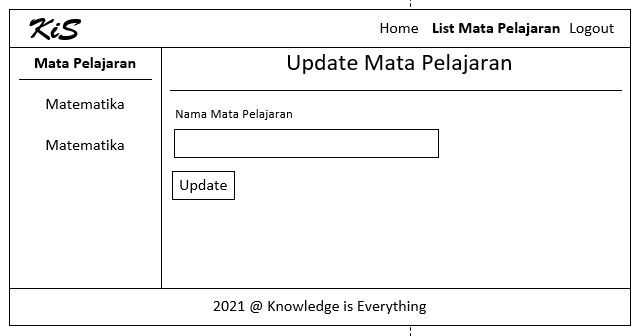 KiS
Home List Mata Pelajaran Logout
Mata Pelajaran
Matematika
Matematika
Update Mata Pelajaran
Nama Mata Pelajaran
Update
2021 @ Knowledge is Everything